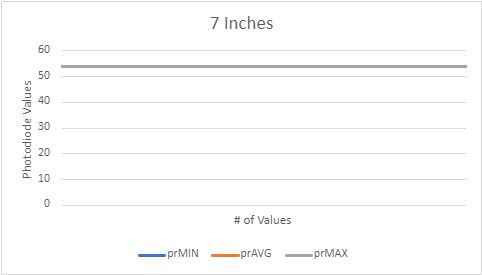 7 Inches
60
50
40
30
20
10
0
Photodiode Values
# of Values
prMIN prAVG prMAX